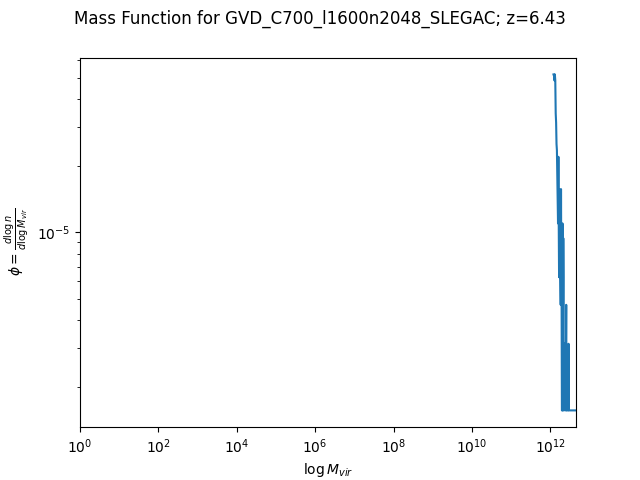 Mass Function for GVD_C700_l1600n2048_SLEGAC; z=6.43
ϕ = d log n / d log M_vir
10^-5
10^0 10^2 10^4 10^6 10^8 10^10 10^12
log M_vir